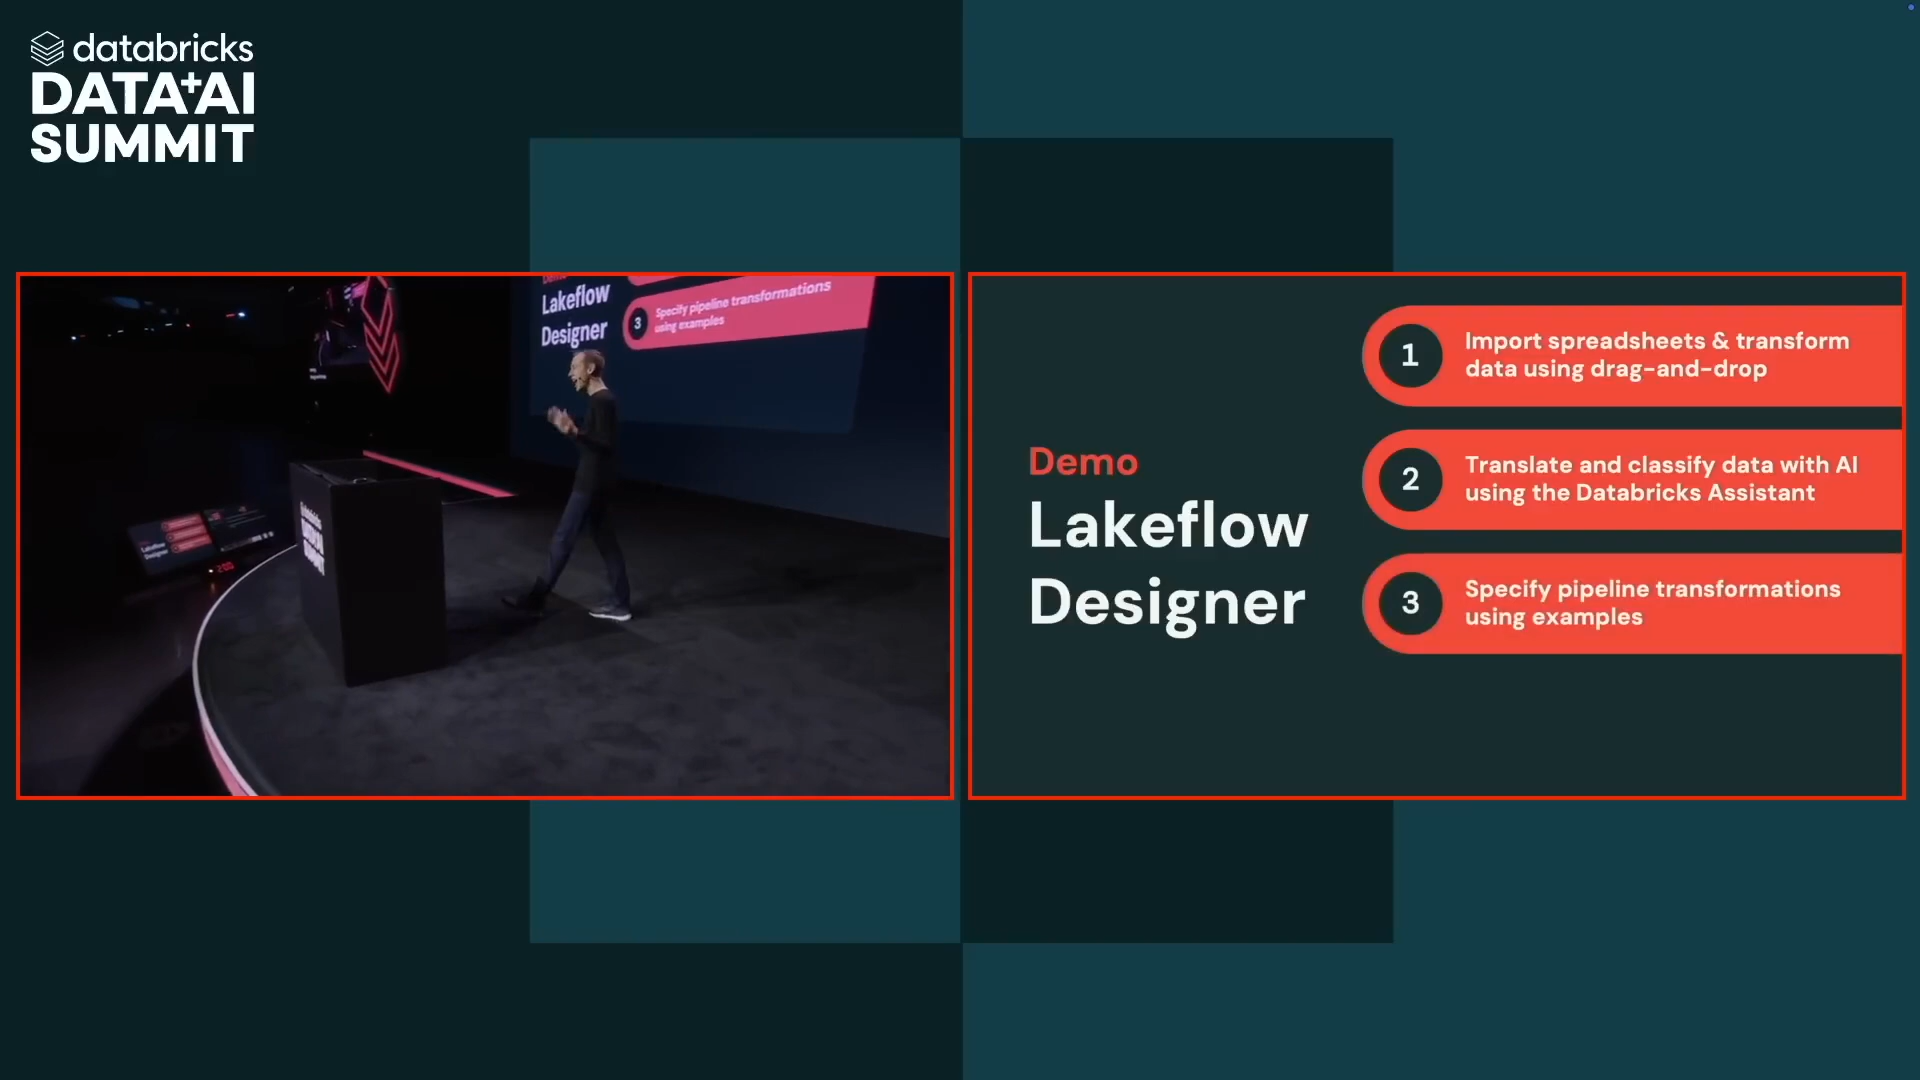 databricks
DATA+AI
SUMMIT
Lakeflow
Designer
3
Specify pipeline transformations
using examples
Lakeflow
Designer
Demo
Lakeflow
Designer
1
Import spreadsheets & transform
data using drag-and-drop
2
Translate and classify data with AI
using the Databricks Assistant
3
Specify pipeline transformations
using examples